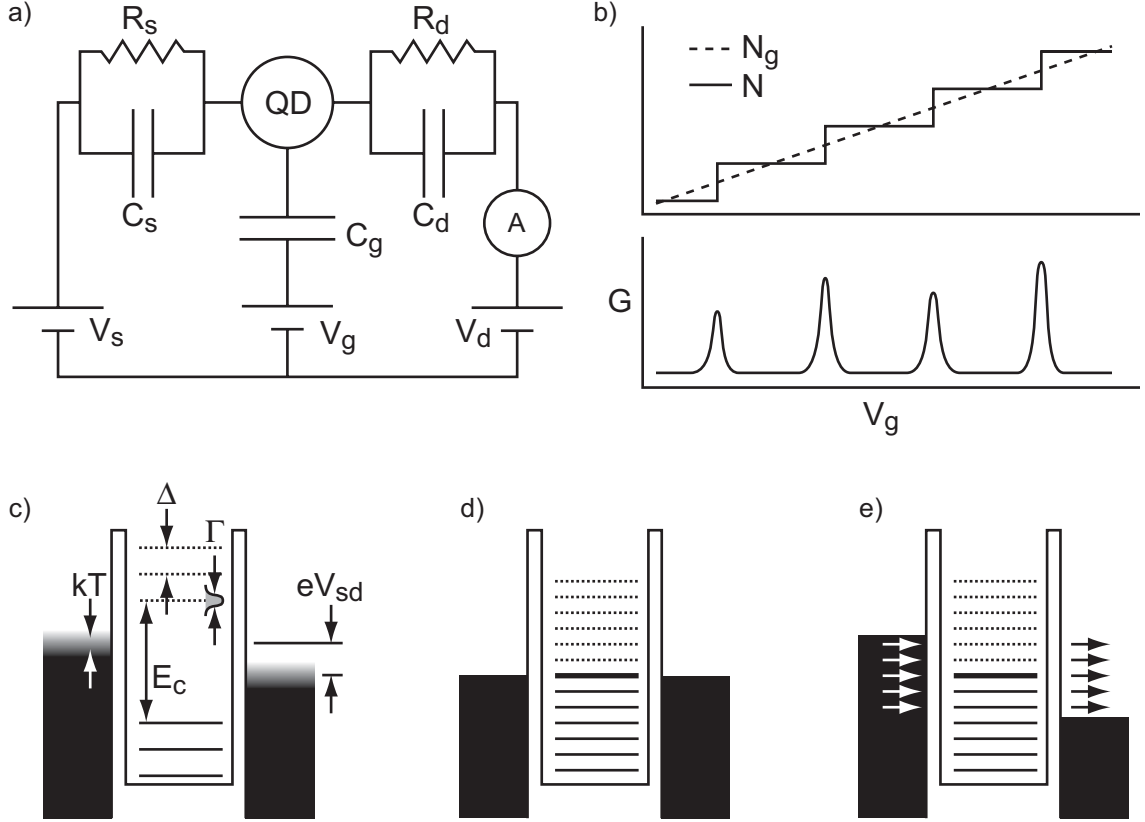 a)
R_s
R_d
QD
C_s
C_g
C_d
A
V_s
V_g
V_d
b)
N_g
N
G
V_g
c)
Δ
Γ
kT
eV_sd
E_c
d)
e)